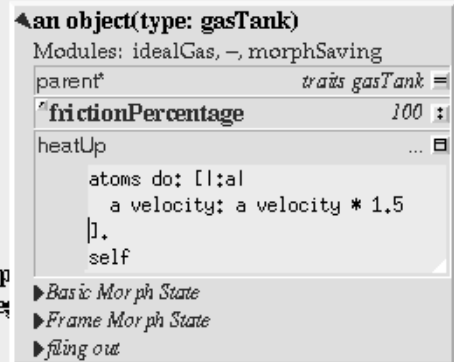 an object(type: gasTank)
Modules: idealGas, –, morphSaving
parent* traits gasTank =
"frictionPercentage 100 :
heatUp ...
atoms do: [|:a|
a velocity: a velocity * 1.5
].
self
Basic Morph State
Frame Morph State
filing out